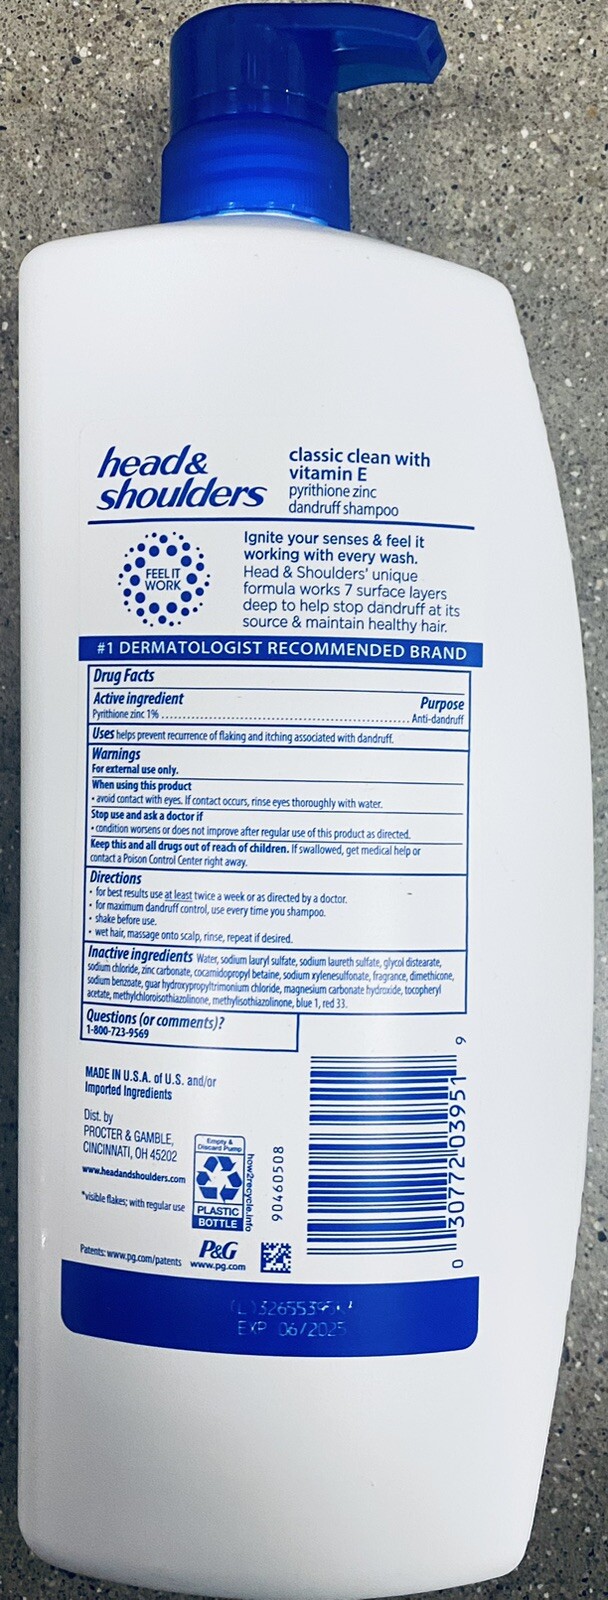 head&
shoulders
classic clean with
vitamin E
pyrithione zinc
dandruff shampoo
FEEL IT
WORK
Ignite your senses & feel it
working with every wash.
Head & Shoulders' unique
formula works 7 surface layers
deep to help stop dandruff at its
source & maintain healthy hair.
#1 DERMATOLOGIST RECOMMENDED BRAND
Drug Facts
Active ingredient Purpose
Pyrithione zinc 1% ........................................................ Anti-dandruff
Uses helps prevent recurrence of flaking and itching associated with dandruff.
Warnings
For external use only.
When using this product
• avoid contact with eyes. If contact occurs, rinse eyes thoroughly with water.
Stop use and ask a doctor if
• condition worsens or does not improve after regular use of this product as directed.
Keep this and all drugs out of reach of children. If swallowed, get medical help or
contact a Poison Control Center right away.
Directions
• for best results use at least twice a week or as directed by a doctor.
• for maximum dandruff control, use every time you shampoo.
• shake before use.
• wet hair, massage onto scalp, rinse, repeat if desired.
Inactive ingredients Water, sodium lauryl sulfate, sodium laureth sulfate, glycol distearate,
sodium chloride, zinc carbonate, cocamidopropyl betaine, sodium xylenesulfonate, fragrance, dimethicone,
sodium benzoate, guar hydroxypropyltrimonium chloride, magnesium carbonate hydroxide, tocopheryl
acetate, methylchloroisothiazolinone, methylisothiazolinone, blue 1, red 33.
Questions (or comments)?
1-800-723-9569
MADE IN U.S.A. of U.S. and/or
Imported Ingredients
Dist. by
PROCTER & GAMBLE,
CINCINNATI, OH 45202
www.headandshoulders.com
*visible flakes; with regular use
Empty &
Discard Pump
PLASTIC
BOTTLE
how2recycle.info
90460508
0 30772 03951 9
Patents: www.pg.com/patents
P&G
www.pg.com
EXP 06/2025